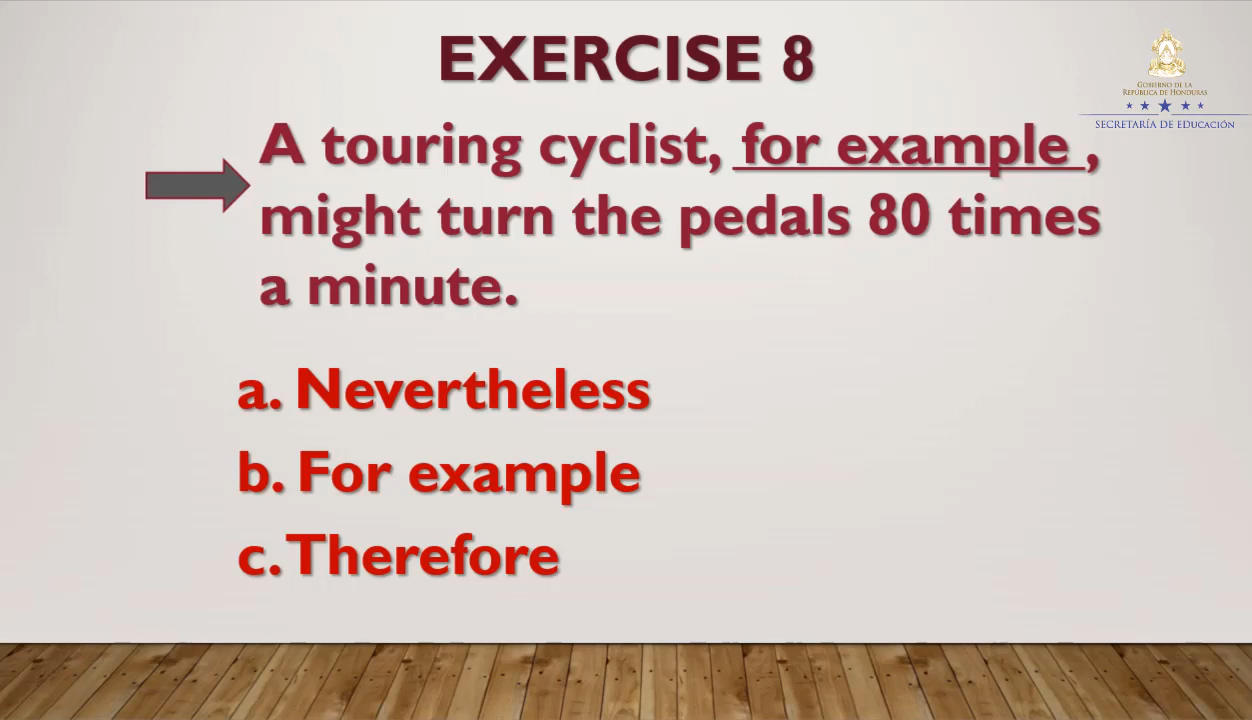 EXERCISE 8
GOBIERNO DE LA
REPÚBLICA DE HONDURAS
SECRETARÍA DE EDUCACIÓN
A touring cyclist, for example ,
might turn the pedals 80 times
a minute.
a. Nevertheless
b. For example
c. Therefore